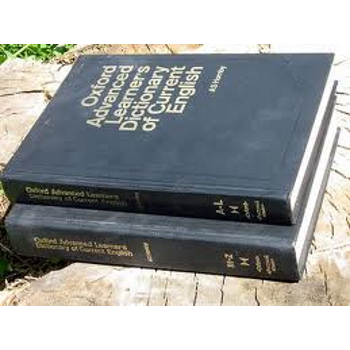 Oxford
Advanced
Learner's
Dictionary
of Current
English
AS Hornby
Oxford Advanced Learner's
Dictionary of Current English
A-L
Oxford Advanced Learner's
Dictionary of Current English
M-Z